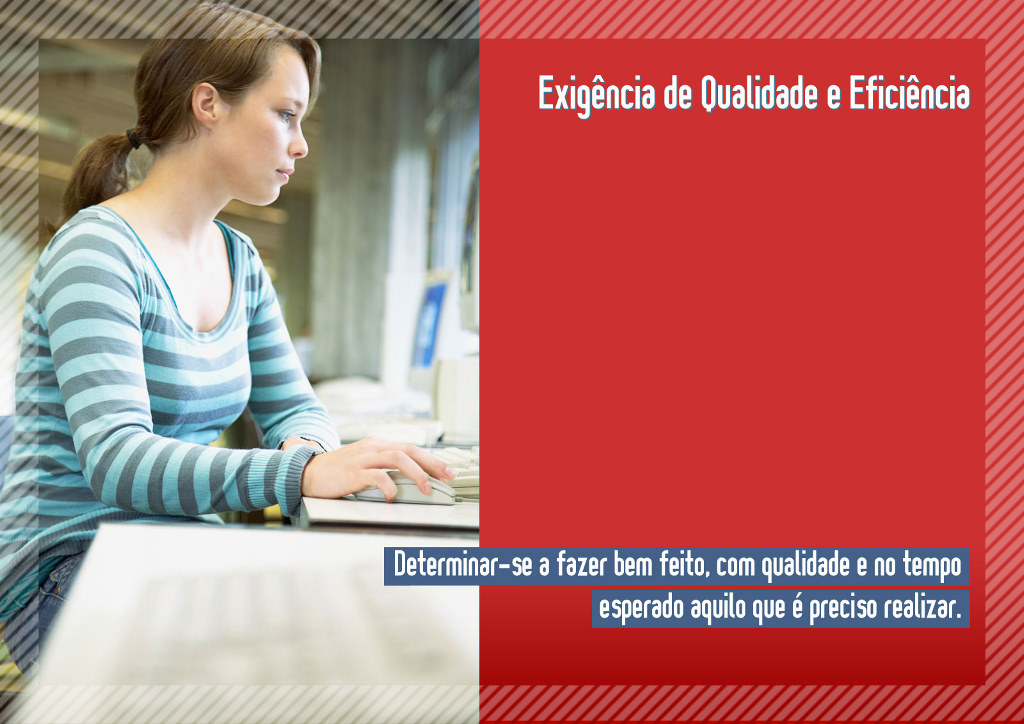 Exigência de Qualidade e Eficiência
Determinar-se a fazer bem feito, com qualidade e no tempo
esperado aquilo que é preciso realizar.